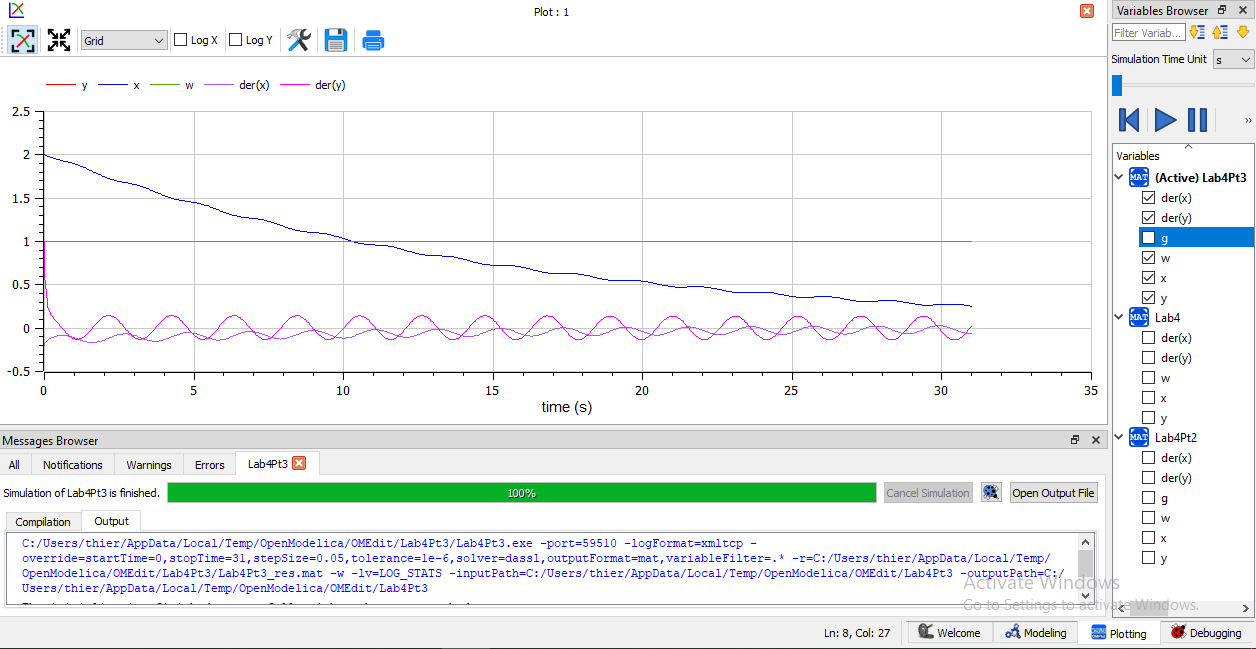 Plot : 1
Grid
Log X
Log Y
y x w der(x) der(y)
2.5
2
1.5
1
0.5
0
-0.5
0 5 10 15 20 25 30 35
time (s)
Messages Browser
All Notifications Warnings Errors Lab4Pt3
Simulation of Lab4Pt3 is finished. 100% Cancel Simulation Open Output File
Compilation Output
C:/Users/thier/AppData/Local/Temp/OpenModelica/OMEdit/Lab4Pt3/Lab4Pt3.exe -port=59510 -logFormat=xmltcp -
override=startTime=0,stopTime=31,stepSize=0.05,tolerance=1e-6,solver=dassl,outputFormat=mat,variableFilter=.* -r=C:/Users/thier/AppData/Local/Temp/
OpenModelica/OMEdit/Lab4Pt3/Lab4Pt3_res.mat -w -lv=LOG_STATS -inputPath=C:/Users/thier/AppData/Local/Temp/OpenModelica/OMEdit/Lab4Pt3 -outputPath=C:/
Users/thier/AppData/Local/Temp/OpenModelica/OMEdit/Lab4Pt3
Variables Browser
Filter Variab...
Simulation Time Unit s
»
Variables
MAT (Active) Lab4Pt3
der(x)
der(y)
g
w
x
y
MAT Lab4
der(x)
der(y)
w
x
y
MAT Lab4Pt2
der(x)
der(y)
g
w
x
y
Activate Windows
Go to Settings to activate Windows.
Ln: 8, Col: 27 Welcome Modeling Plotting Debugging